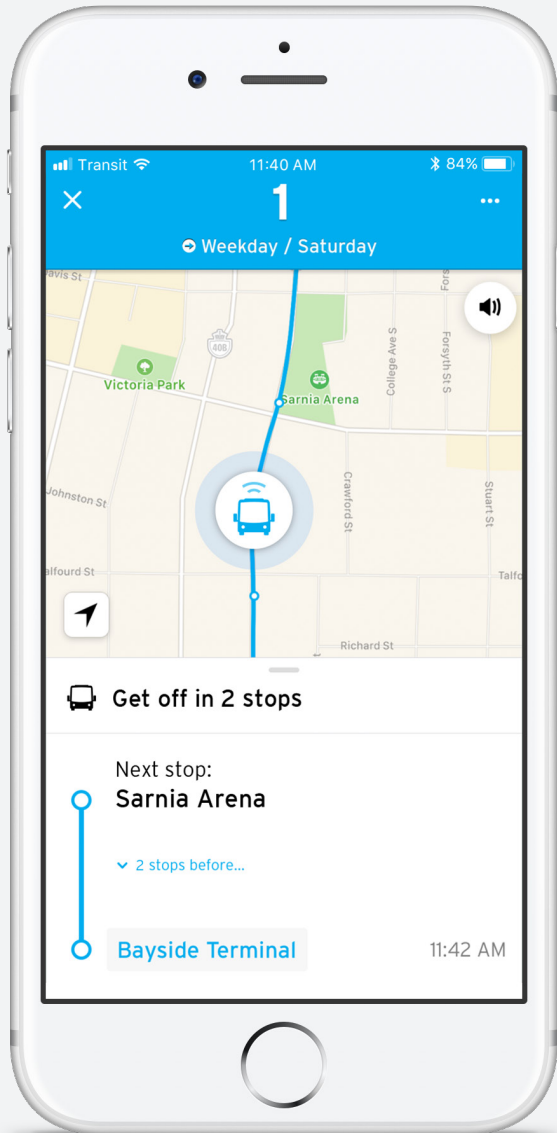 Transit
11:40 AM
84%
1
Weekday / Saturday
Davis St
408
Victoria Park
Sarnia Arena
College Ave S
Forsyth St S
Johnston St
Crawford St
Stuart St
Richard St
Get off in 2 stops
Next stop:
Sarnia Arena
2 stops before...
Bayside Terminal
11:42 AM